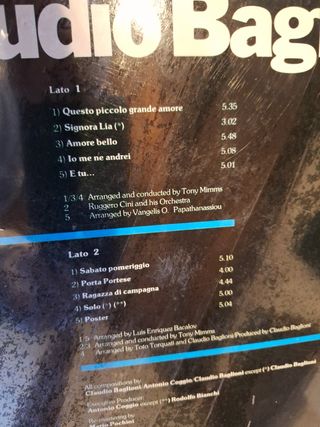 udio Bag
Lato 1
1) Questo piccolo grande amore 5.35
2) Signora Lia (*) 3.02
3) Amore bello 5.48
4) Io me ne andrei 5.08
5) E tu... 5.01
1/3/4 Arranged and conducted by Tony Mimms
2 Ruggero Cini and his Orchestra
5 Arranged by Vangelis O. Papathanassiou
Lato 2
1) Sabato pomeriggio 5.10
2) Porta Portese 4.00
3) Ragazza di campagna 4.44
4) Solo (*) (**) 5.00
5) Poster 5.04
1/5 Arranged by Luis Enriquez Bacalov
2/3 Arranged and conducted by Tony Mimms
4 Arranged by Toto Torquati and Claudio Baglioni/Produced by Claudio Baglioni
All compositions by
Claudio Baglioni, Antonio Coggio/Claudio Baglioni except (*) Claudio Baglioni
Executive Producer
Antonio Coggio except (**) Rodolfo Bianchi
Mario Pochini